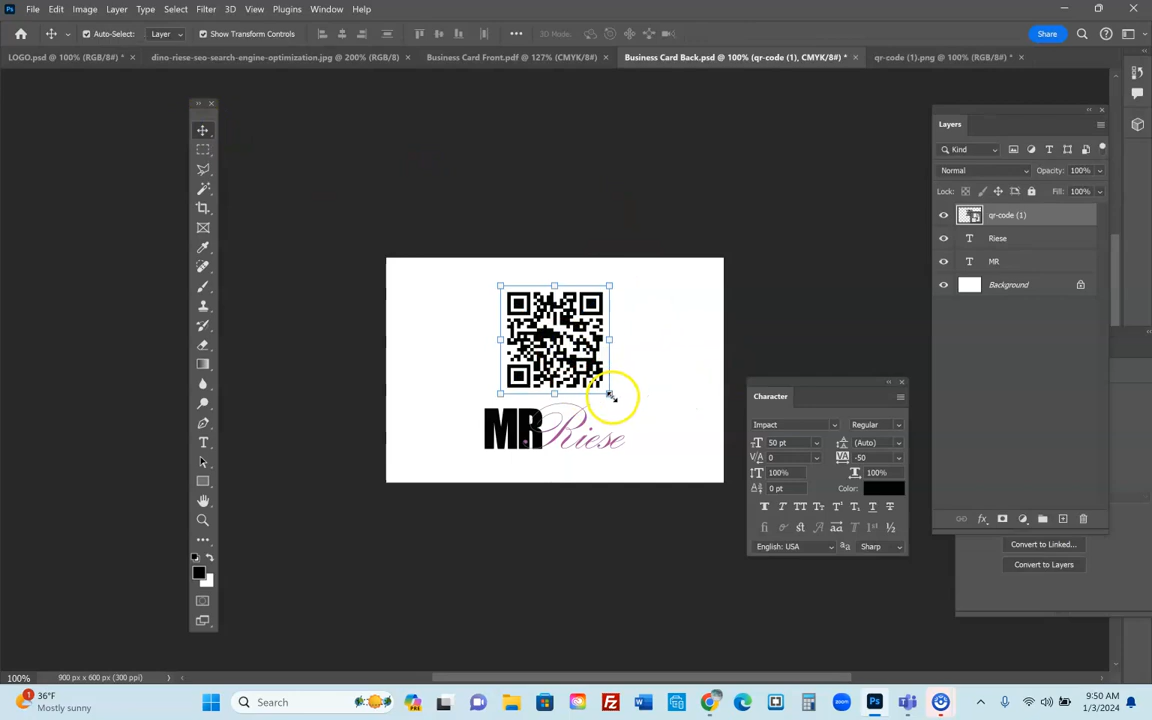 Ps File Edit Image Layer Type Select Filter 3D View Plugins Window Help
Auto-Select: Layer Show Transform Controls 3D Mode: Share
LOGO.psd @ 100% (RGB/8#) * × dino-riese-seo-search-engine-optimization.jpg @ 200% (RGB/8) × Business Card Front.pdf @ 127% (CMYK/8#) × Business Card Back.psd @ 100% (qr-code (1), CMYK/8#) * × qr-code (1).png @ 100% (RGB/8#) * ×
Layers
Kind
Normal Opacity: 100%
Lock: Fill: 100%
qr-code (1)
T Riese
T MR
Background
MR.Riese
Character
Impact Regular
50 pt (Auto)
0 -50
100% 100%
0 pt Color:
English: USA Sharp
Convert to Linked...
Convert to Layers
100% 900 px x 600 px (300 ppi)
1
36°F
Mostly sunny
Search
PRE
zoom
Ps
9:50 AM
1/3/2024